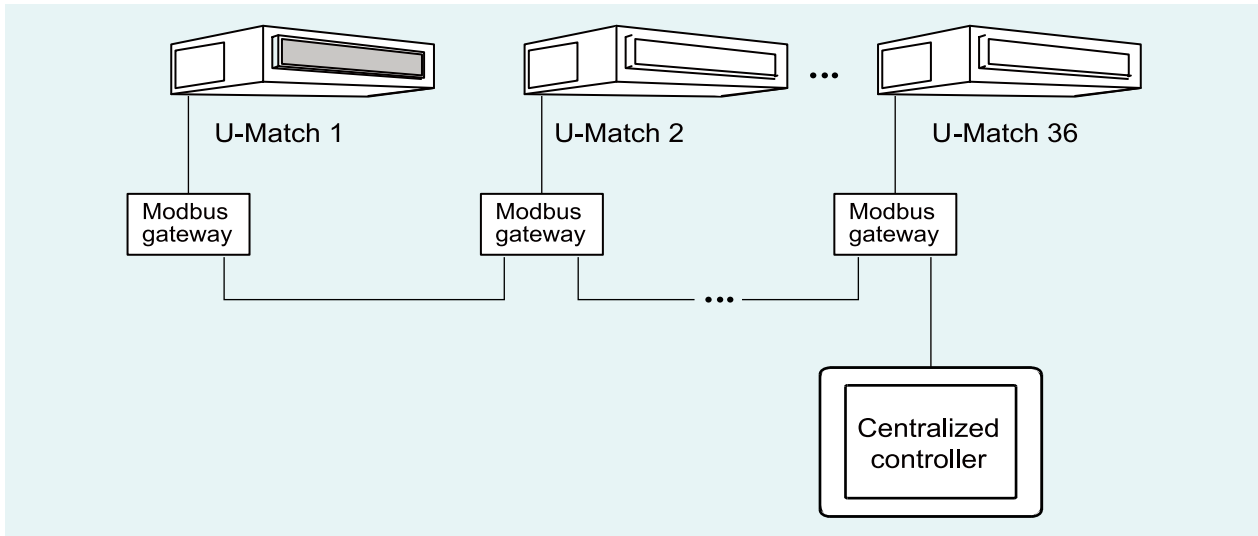 U-Match 1
U-Match 2
U-Match 36
Modbus
gateway
Modbus
gateway
Modbus
gateway
Centralized
controller